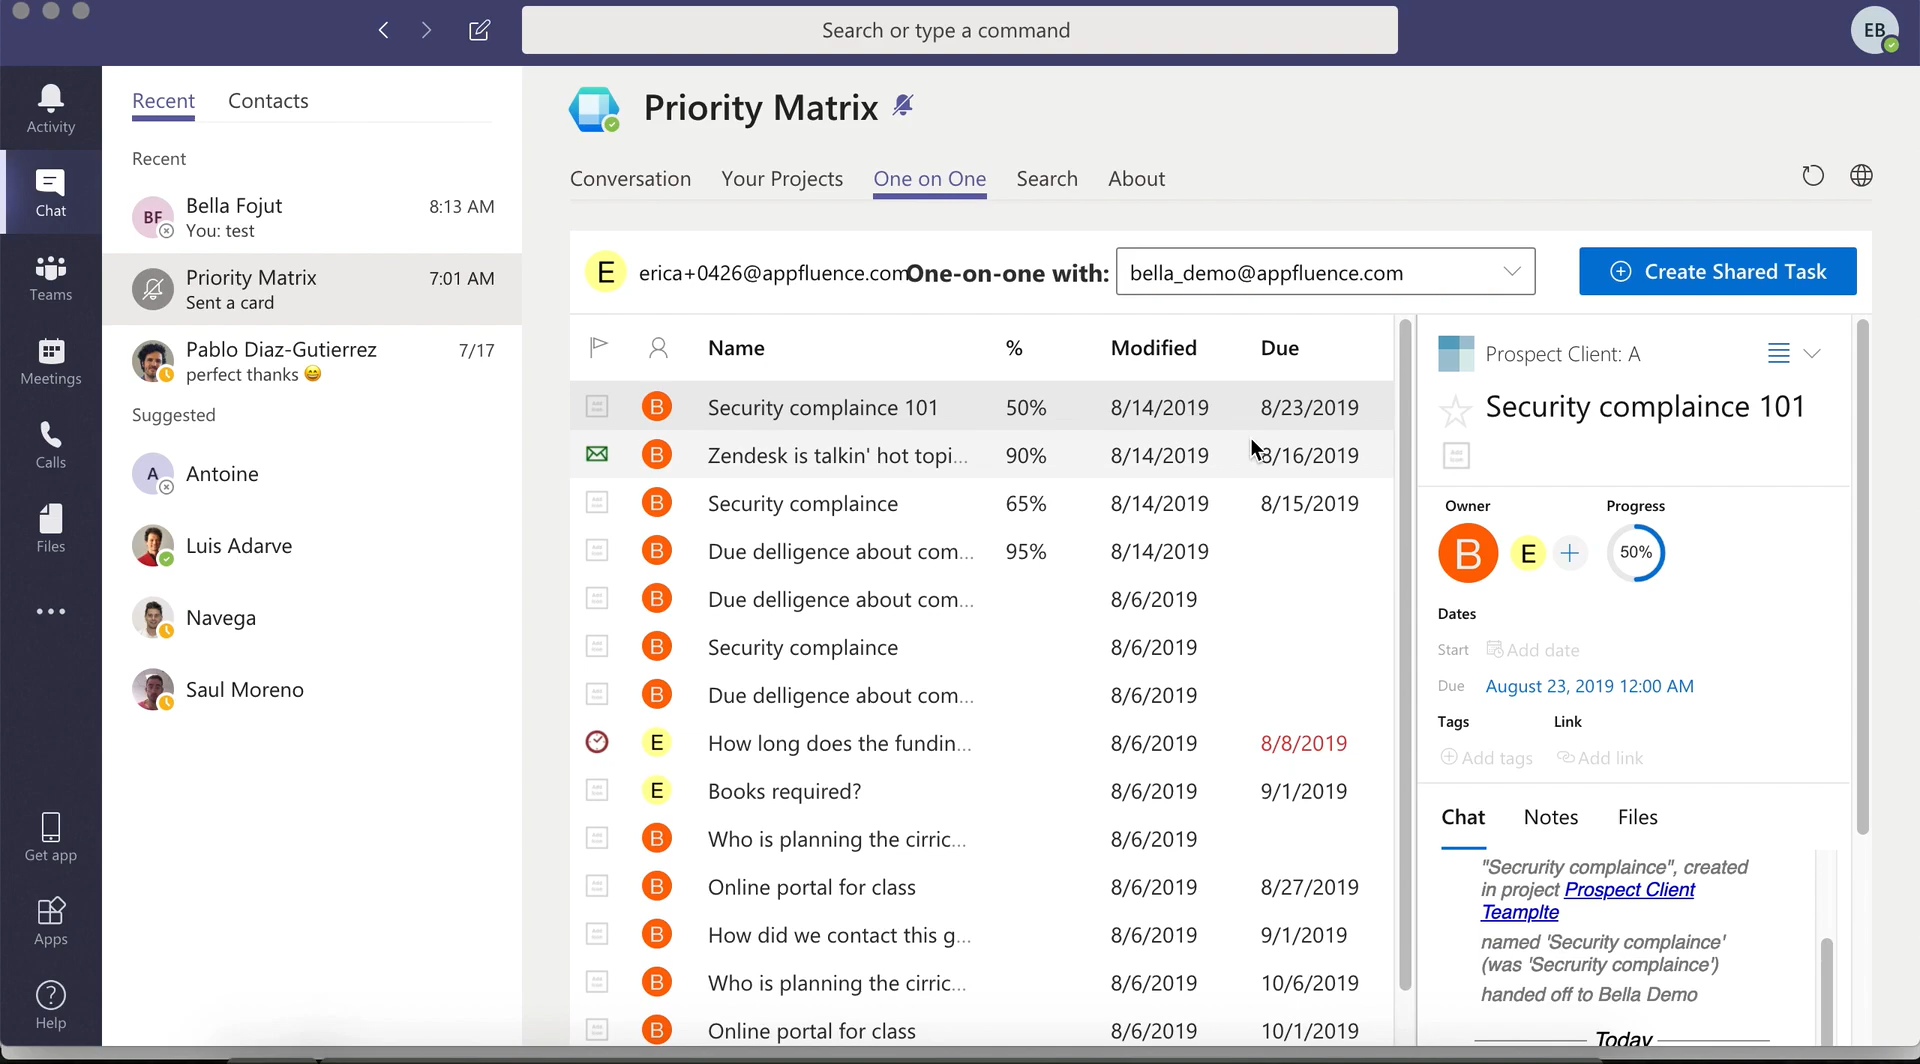 Search or type a command
EB
Activity
Chat
Teams
Meetings
Calls
Files
Get app
Apps
Help
Recent Contacts
Recent
BF
Bella Fojut 8:13 AM
You: test
Priority Matrix 7:01 AM
Sent a card
Pablo Diaz-Gutierrez 7/17
perfect thanks 😄
Suggested
A Antoine
Luis Adarve
Navega
Saul Moreno
Priority Matrix
Conversation Your Projects One on One Search About
E erica+0426@appfluence.com One-on-one with: bella_demo@appfluence.com Create Shared Task
Name % Modified Due
B Security complaince 101 50% 8/14/2019 8/23/2019
B Zendesk is talkin' hot topi... 90% 8/14/2019 8/16/2019
B Security complaince 65% 8/14/2019 8/15/2019
B Due delligence about com... 95% 8/14/2019
B Due delligence about com... 8/6/2019
B Security complaince 8/6/2019
B Due delligence about com... 8/6/2019
E How long does the fundin... 8/6/2019 8/8/2019
E Books required? 8/6/2019 9/1/2019
B Who is planning the cirric... 8/6/2019
B Online portal for class 8/6/2019 8/27/2019
B How did we contact this g... 8/6/2019 9/1/2019
B Who is planning the cirric... 8/6/2019 10/6/2019
B Online portal for class 8/6/2019 10/1/2019
Prospect Client: A
Security complaince 101
Owner Progress
B E 50%
Dates
Start Add date
Due August 23, 2019 12:00 AM
Tags Link
Add tags Add link
Chat Notes Files
"Secrurity complaince", created
in project Prospect Client
Teamplte
named 'Security complaince'
(was 'Secrurity complaince')
handed off to Bella Demo
Today